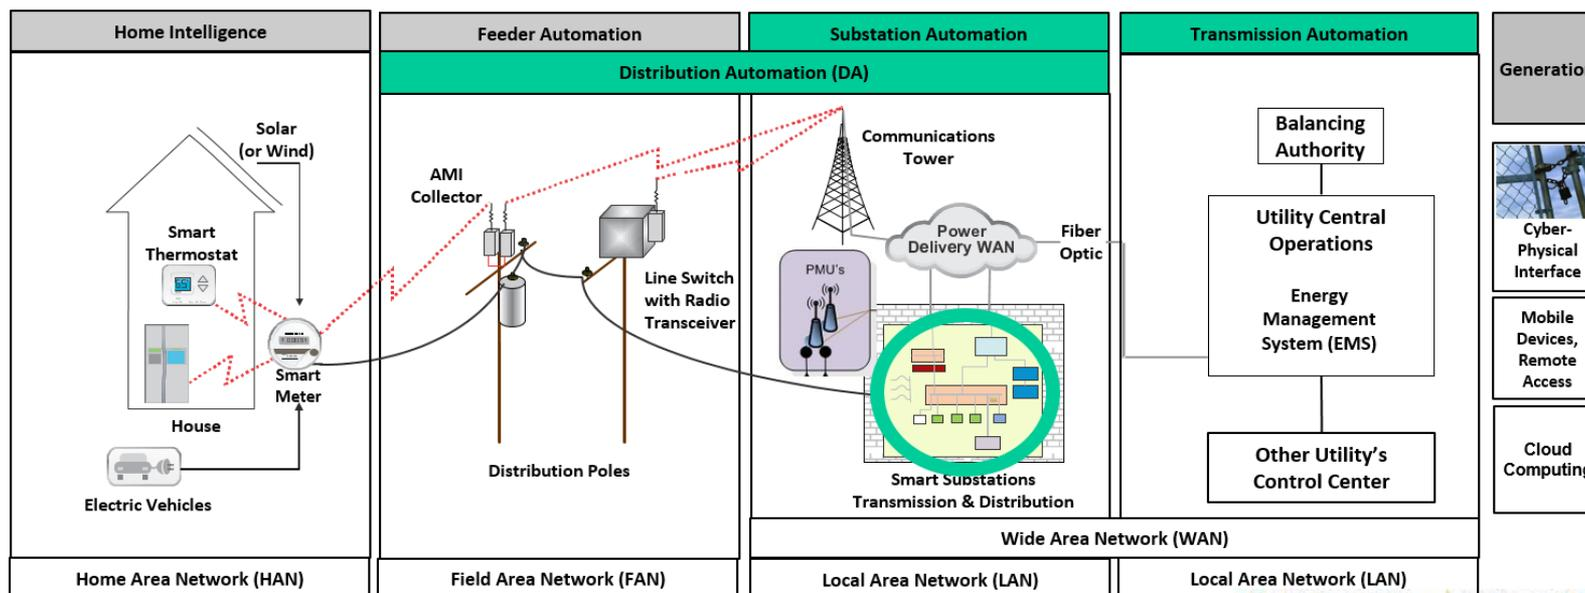 Home Intelligence
Feeder Automation
Substation Automation
Transmission Automation
Distribution Automation (DA)
Solar
(or Wind)
Smart
Thermostat
Smart
Meter
House
Electric Vehicles
Home Area Network (HAN)
AMI
Collector
Line Switch
with Radio
Transceiver
Distribution Poles
Field Area Network (FAN)
Communications
Tower
Power
Delivery WAN
Fiber
Optic
PMU's
Smart Substations
Transmission & Distribution
Wide Area Network (WAN)
Local Area Network (LAN)
Balancing
Authority
Utility Central
Operations
Energy
Management
System (EMS)
Other Utility’s
Control Center
Local Area Network (LAN)
Generatio
Cyber-
Physical
Interface
Mobile
Devices,
Remote
Access
Cloud
Computing